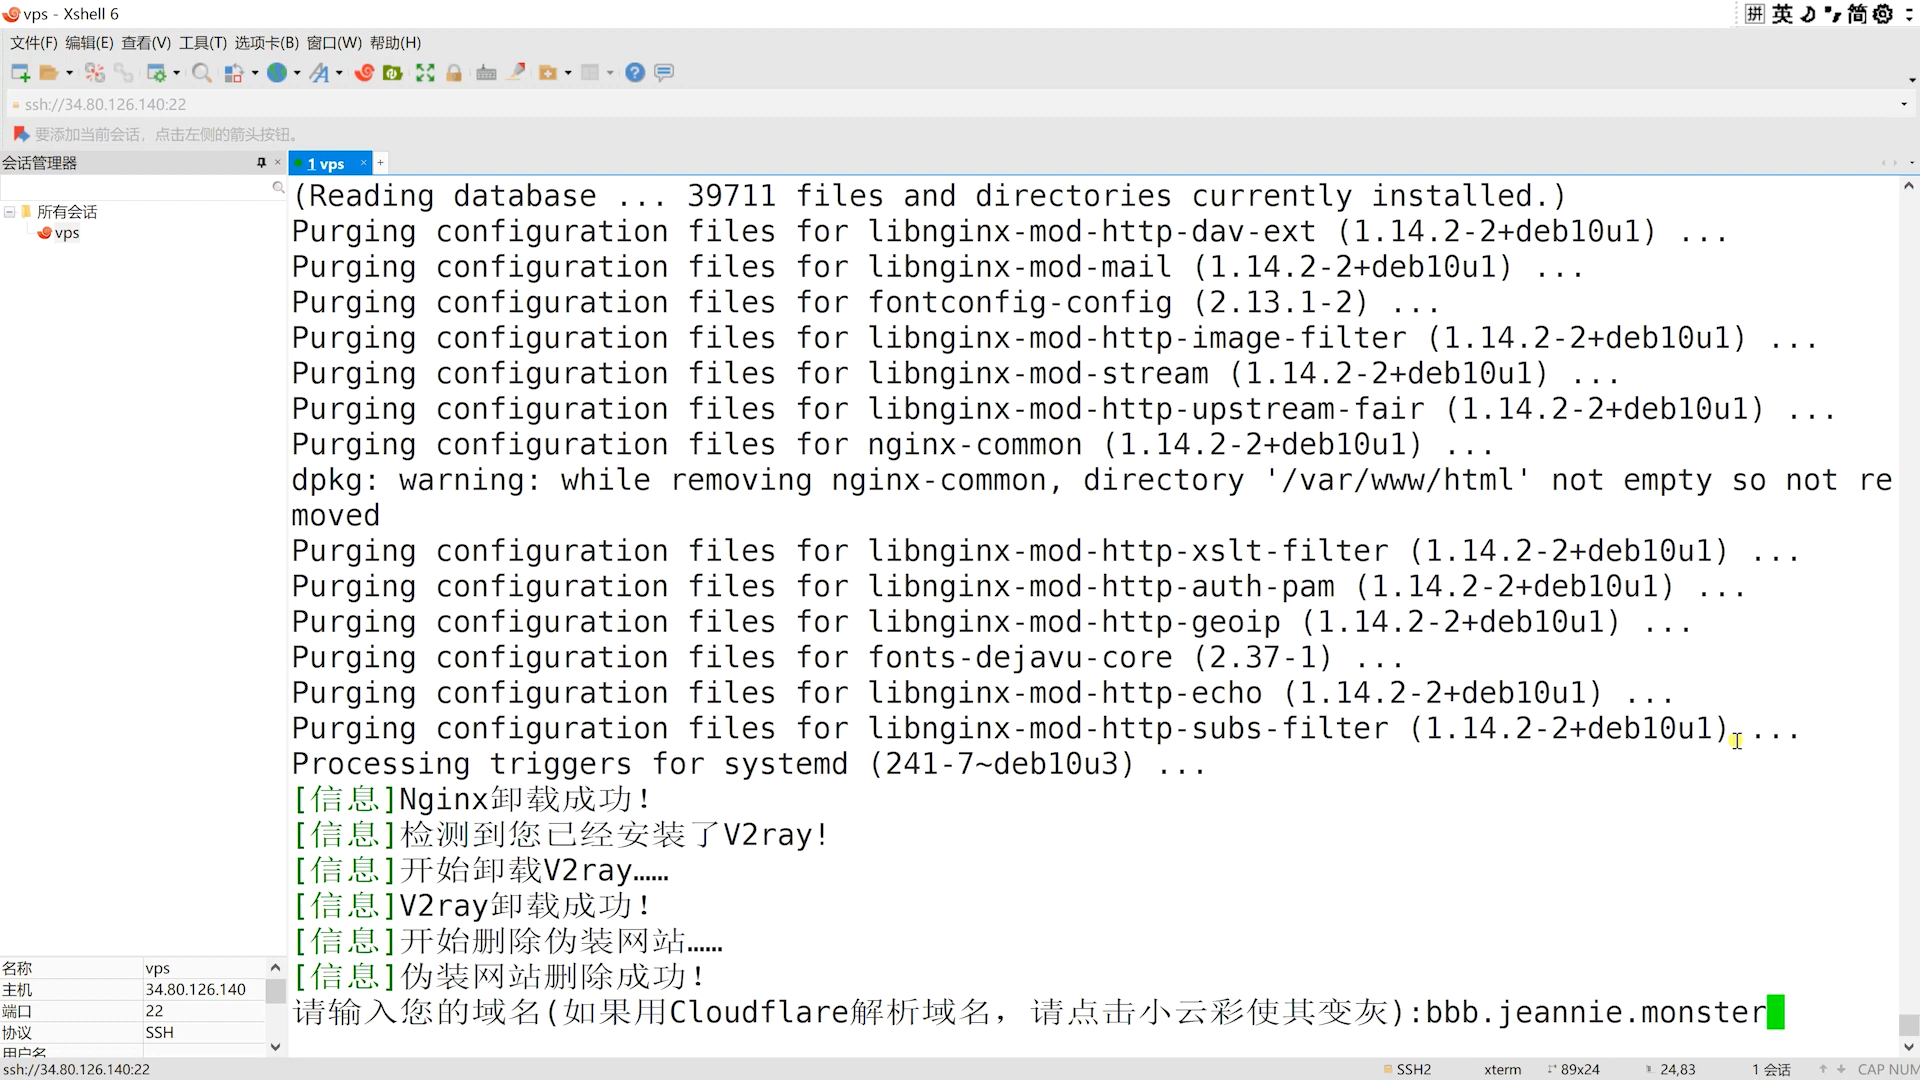 vps - Xshell 6
拼 英 简
文件(F) 编辑(E) 查看(V) 工具(T) 选项卡(B) 窗口(W) 帮助(H)
ssh://34.80.126.140:22
要添加当前会话，点击左侧的箭头按钮。
会话管理器
1 vps
所有会话
vps
(Reading database ... 39711 files and directories currently installed.)
Purging configuration files for libnginx-mod-http-dav-ext (1.14.2-2+deb10u1) ...
Purging configuration files for libnginx-mod-mail (1.14.2-2+deb10u1) ...
Purging configuration files for fontconfig-config (2.13.1-2) ...
Purging configuration files for libnginx-mod-http-image-filter (1.14.2-2+deb10u1) ...
Purging configuration files for libnginx-mod-stream (1.14.2-2+deb10u1) ...
Purging configuration files for libnginx-mod-http-upstream-fair (1.14.2-2+deb10u1) ...
Purging configuration files for nginx-common (1.14.2-2+deb10u1) ...
dpkg: warning: while removing nginx-common, directory '/var/www/html' not empty so not re
moved
Purging configuration files for libnginx-mod-http-xslt-filter (1.14.2-2+deb10u1) ...
Purging configuration files for libnginx-mod-http-auth-pam (1.14.2-2+deb10u1) ...
Purging configuration files for libnginx-mod-http-geoip (1.14.2-2+deb10u1) ...
Purging configuration files for fonts-dejavu-core (2.37-1) ...
Purging configuration files for libnginx-mod-http-echo (1.14.2-2+deb10u1) ...
Purging configuration files for libnginx-mod-http-subs-filter (1.14.2-2+deb10u1) ...
Processing triggers for systemd (241-7~deb10u3) ...
[信息]Nginx卸载成功!
[信息]检测到您已经安装了V2ray!
[信息]开始卸载V2ray……
[信息]V2ray卸载成功!
[信息]开始删除伪装网站……
[信息]伪装网站删除成功!
请输入您的域名(如果用Cloudflare解析域名，请点击小云彩使其变灰):bbb.jeannie.monster
名称 vps
主机 34.80.126.140
端口 22
协议 SSH
用户名
ssh://34.80.126.140:22 SSH2 xterm 89x24 24,83 1 会话 CAP NUM